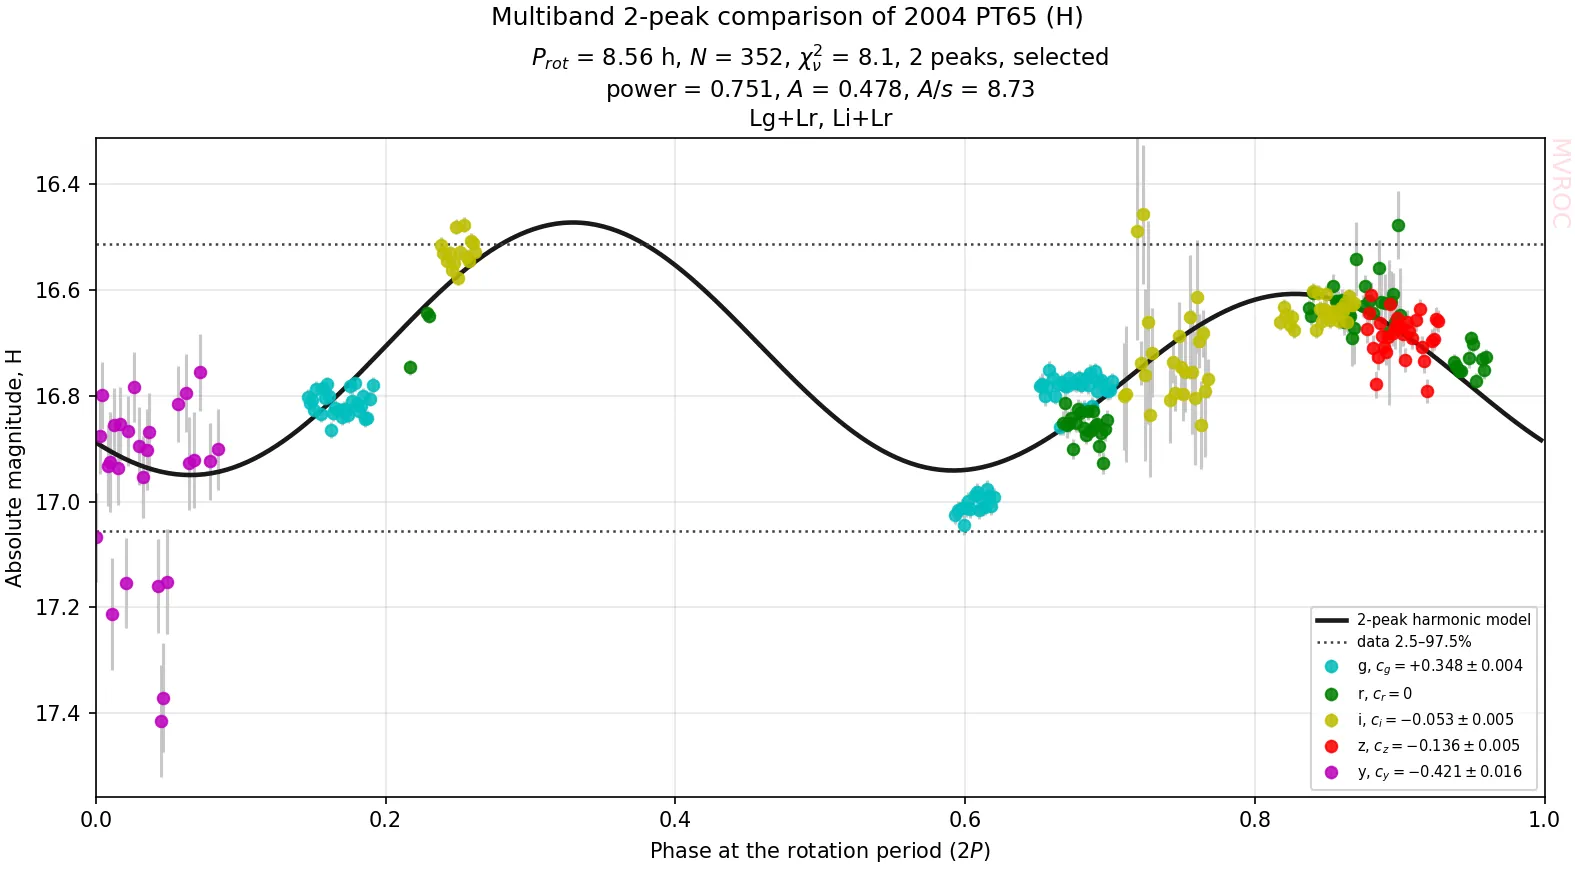 Multiband 2-peak comparison of 2004 PT65 (H)
P_rot = 8.56 h, N = 352, χ²_ν = 8.1, 2 peaks, selected
power = 0.751, A = 0.478, A/s = 8.73
Lg+Lr, Li+Lr
MVROC
Absolute magnitude, H
16.4
16.6
16.8
17.0
17.2
17.4
2-peak harmonic model
data 2.5–97.5%
g, c_g = +0.348 ± 0.004
r, c_r = 0
i, c_i = −0.053 ± 0.005
z, c_z = −0.136 ± 0.005
y, c_y = −0.421 ± 0.016
0.0 0.2 0.4 0.6 0.8 1.0
Phase at the rotation period (2P)